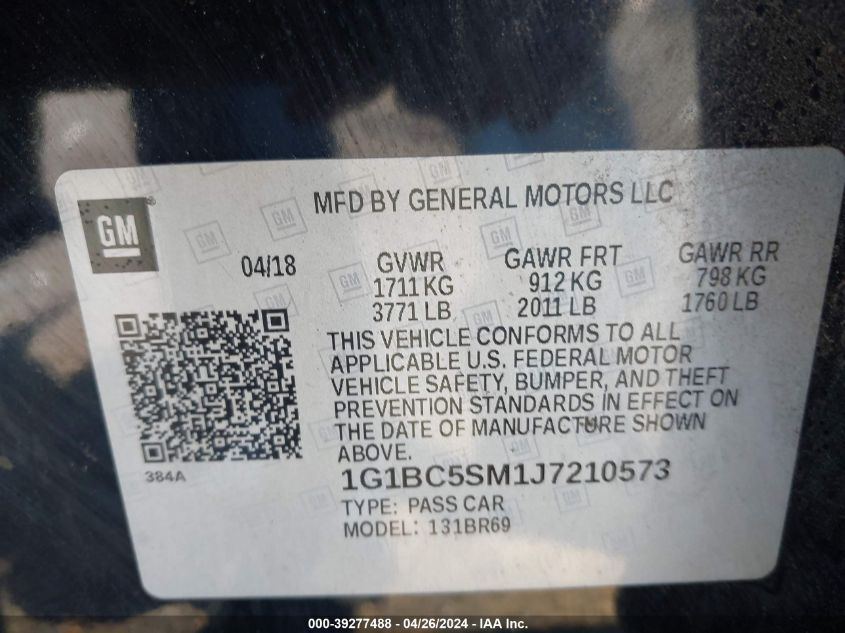 GM
®
MFD BY GENERAL MOTORS LLC
04/18
GVWR
1711 KG
3771 LB
GAWR FRT
912 KG
2011 LB
GAWR RR
798 KG
1760 LB
THIS VEHICLE CONFORMS TO ALL
APPLICABLE U.S. FEDERAL MOTOR
VEHICLE SAFETY, BUMPER, AND THEFT
PREVENTION STANDARDS IN EFFECT ON
THE DATE OF MANUFACTURE SHOWN
ABOVE.
384A
1G1BC5SM1J7210573
TYPE: PASS CAR
MODEL: 131BR69
000-39277488 - 04/26/2024 - IAA Inc.